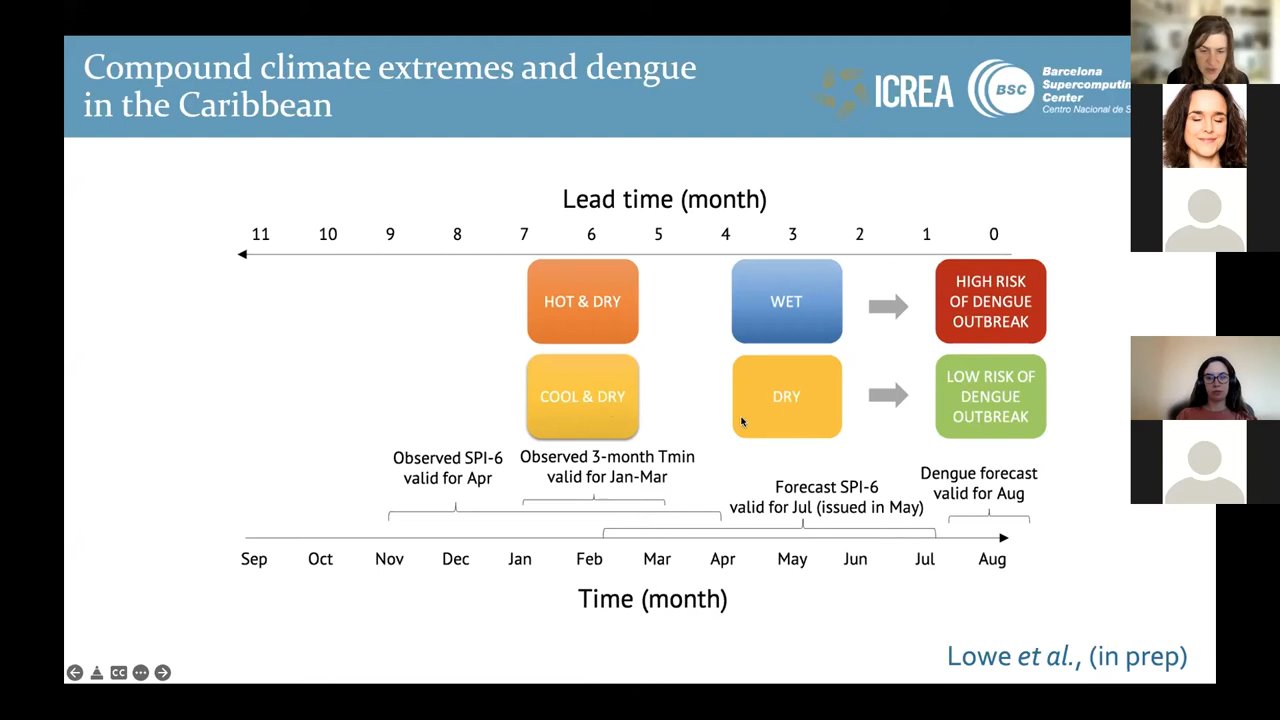 Compound climate extremes and dengue
in the Caribbean
ICREA
BSC
Barcelona
Supercomputin
Center
Centro Nacional de S
Lead time (month)
11 10 9 8 7 6 5 4 3 2 1 0
HOT & DRY
WET
HIGH RISK
OF DENGUE
OUTBREAK
COOL & DRY
DRY
LOW RISK OF
DENGUE
OUTBREAK
Observed SPI-6
valid for Apr
Observed 3-month Tmin
valid for Jan-Mar
Forecast SPI-6
valid for Jul (issued in May)
Dengue forecast
valid for Aug
Sep Oct Nov Dec Jan Feb Mar Apr May Jun Jul Aug
Time (month)
Lowe et al., (in prep)
CC